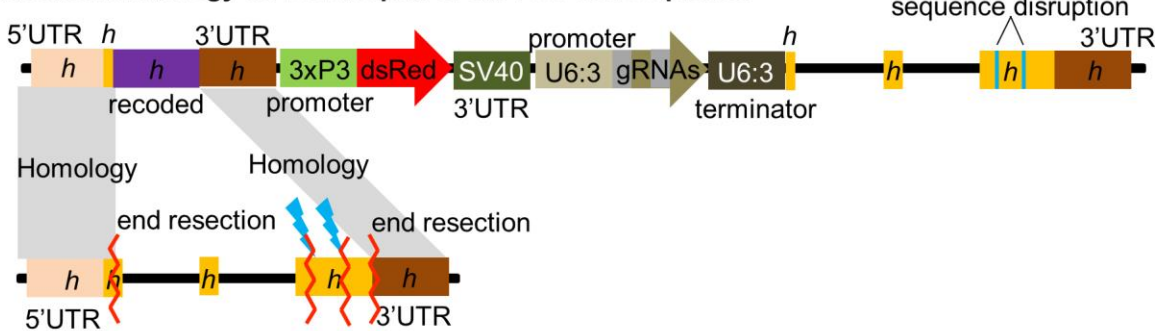 sequence disruption
5'UTR h 3'UTR promoter h 3'UTR
h h h 3xP3 dsRed SV40 U6:3 gRNAs U6:3 h h h
recoded promoter 3'UTR terminator
Homology Homology
end resection end resection
h h h h h
5'UTR 3'UTR